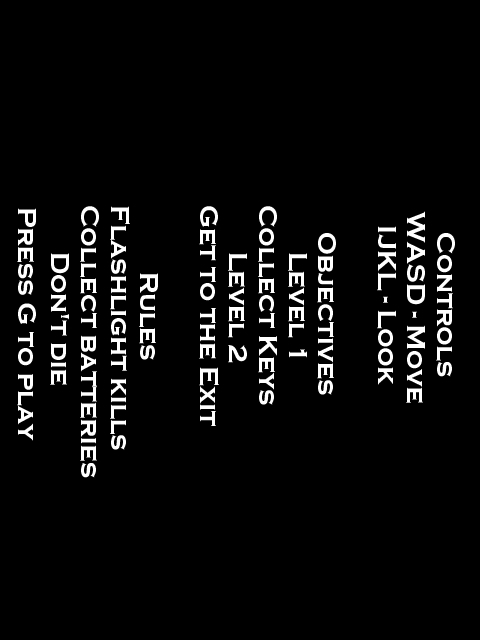 Controls
WASD - Move
IJKL - Look
Objectives
Level 1
Collect Keys
Level 2
Get to the Exit
Rules
Flashlight kills
Collect batteries
Don't die
Press G to play